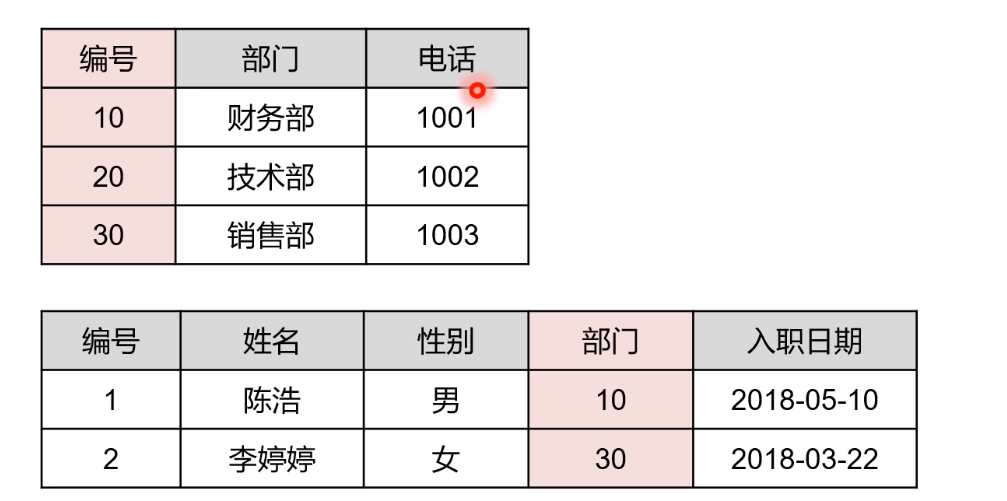 编号 部门 电话
10 财务部 1001
20 技术部 1002
30 销售部 1003
编号 姓名 性别 部门 入职日期
1 陈浩 男 10 2018-05-10
2 李婷婷 女 30 2018-03-22